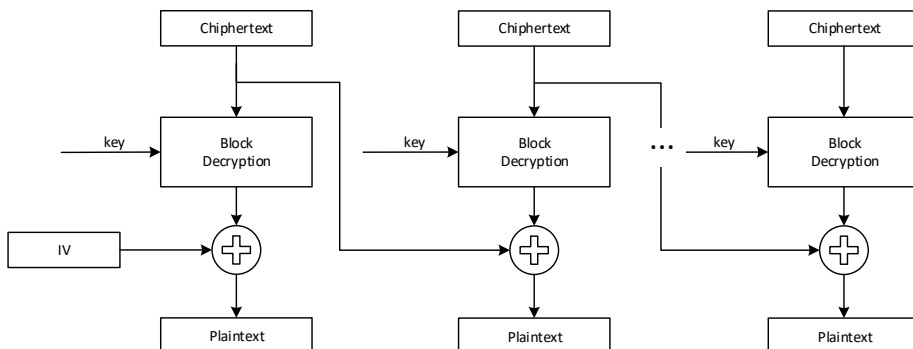 Chiphertext
Chiphertext
Chiphertext
key
Block
Decryption
key
Block
Decryption
...
key
Block
Decryption
IV
Plaintext
Plaintext
Plaintext